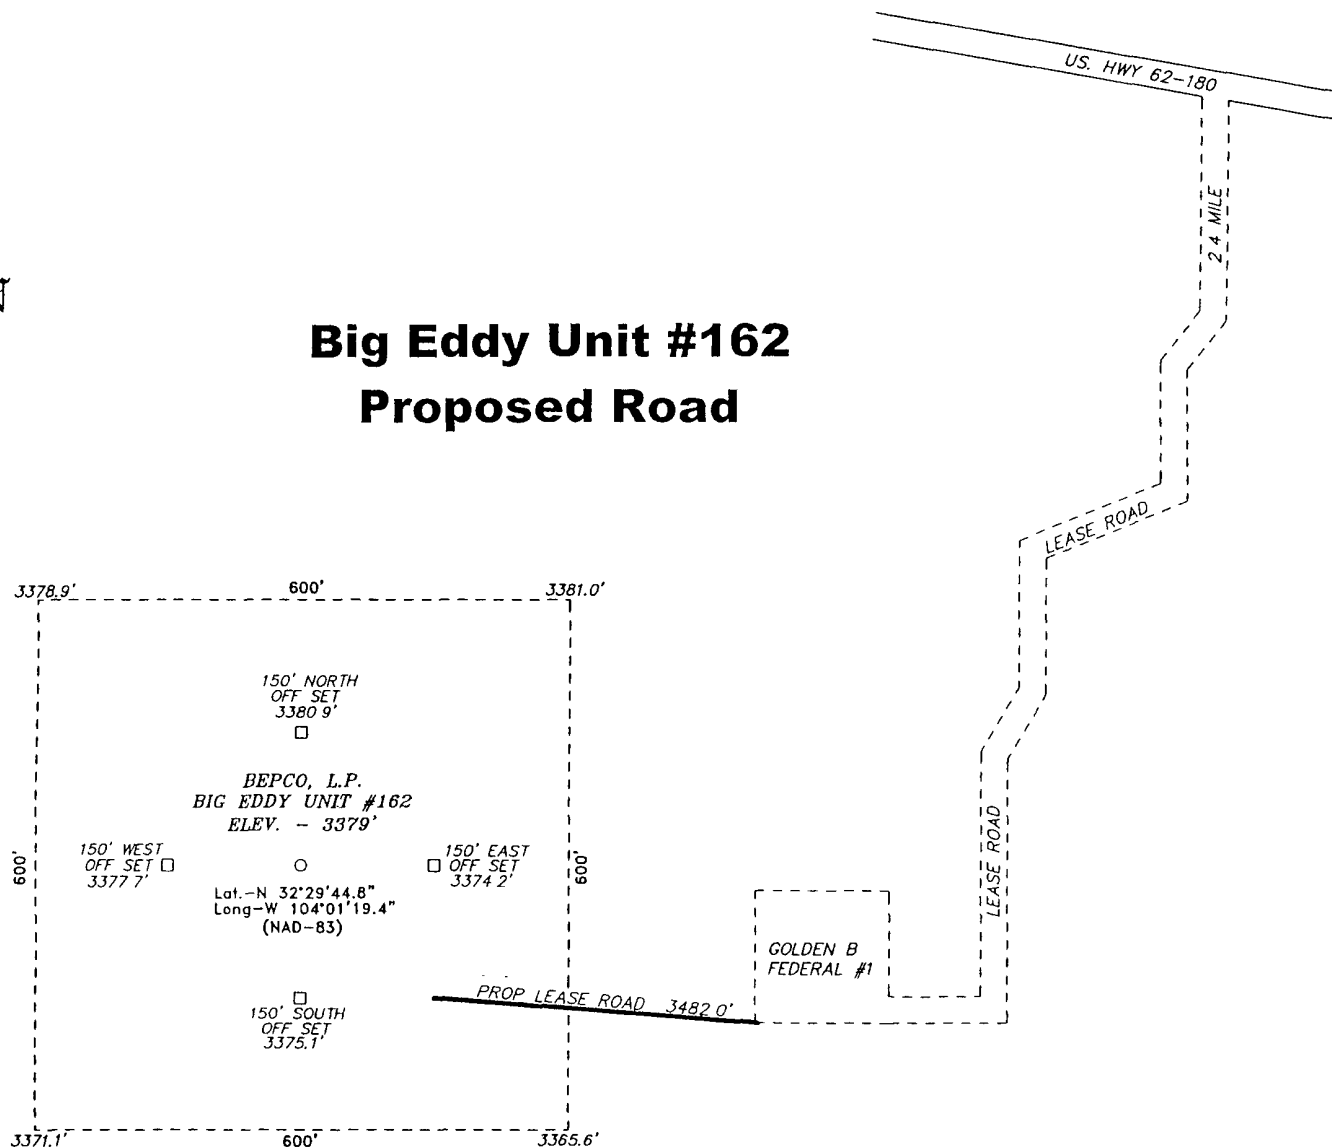 US. HWY 62-180
2 4 MILE
Big Eddy Unit #162
Proposed Road
LEASE ROAD
3378.9'
600'
3381.0'
150' NORTH
OFF SET
3380 9'
BEPCO, L.P.
BIG EDDY UNIT #162
ELEV. - 3379'
600'
150' WEST
OFF SET
3377 7'
150' EAST
OFF SET
3374 2'
600'
Lat.-N 32°29'44.8"
Long-W 104°01'19.4"
(NAD-83)
LEASE ROAD
GOLDEN B
FEDERAL #1
PROP LEASE ROAD 3482 0'
150' SOUTH
OFF SET
3375.1'
3371.1'
600'
3365.6'